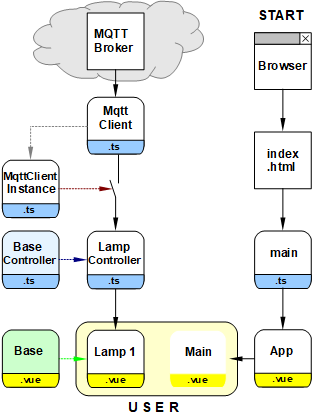 START
MQTT
Broker
Browser
Mqtt
Client
.ts
index
.html
MqttClient
Instance
.ts
Base
Controller
.ts
Lamp
Controller
.ts
main
.ts
Base
.vue
Lamp 1
.vue
Main
.vue
App
.vue
USER